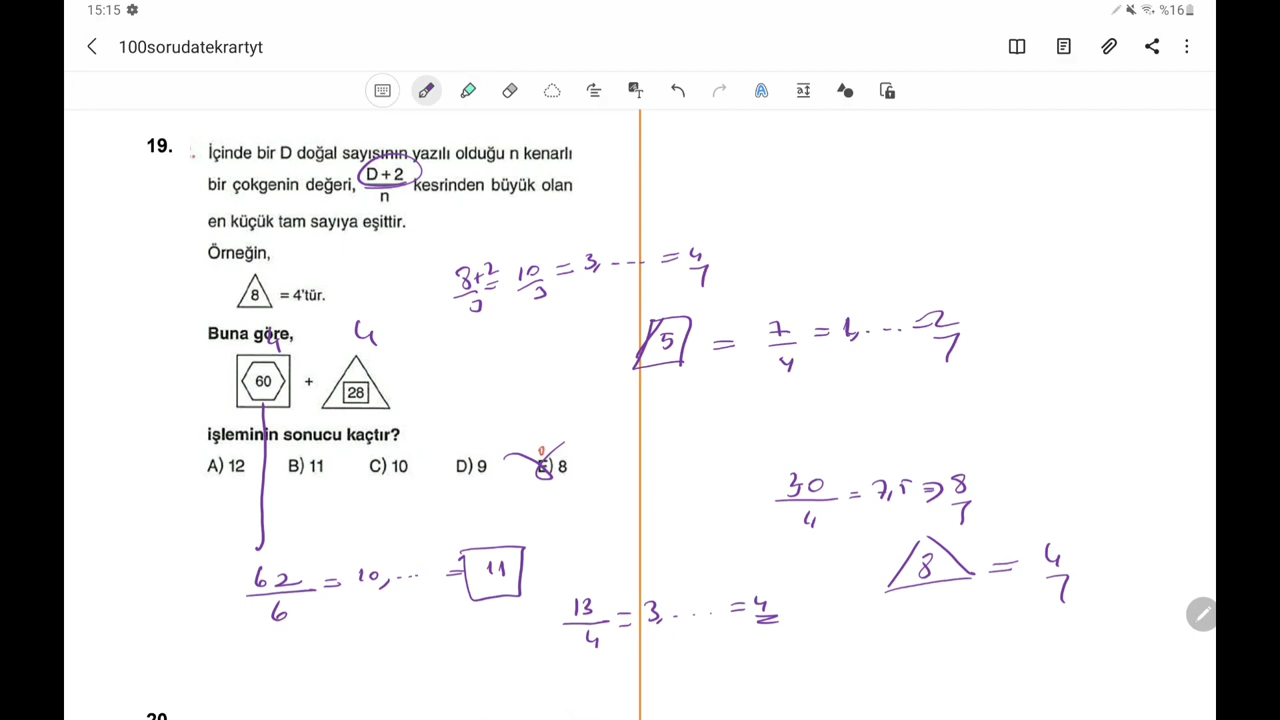 15:15 %16
100sorudatekrartyt
19. İçinde bir D doğal sayısının yazılı olduğu n kenarlı
bir çokgenin değeri, D+2/n kesrinden büyük olan
en küçük tam sayıya eşittir.
Örneğin,
8 = 4'tür.
8+2/3 = 10/3 = 3, ... = 4
5 = 7/4 = 1, ... = 2
Buna göre,
4 4
60 + 28
işleminin sonucu kaçtır?
A) 12 B) 11 C) 10 D) 9 E) 8
30/4 = 7,5 => 8
8 = 4
62/6 = 10, ... = 11
13/4 = 3, ... = 4
20